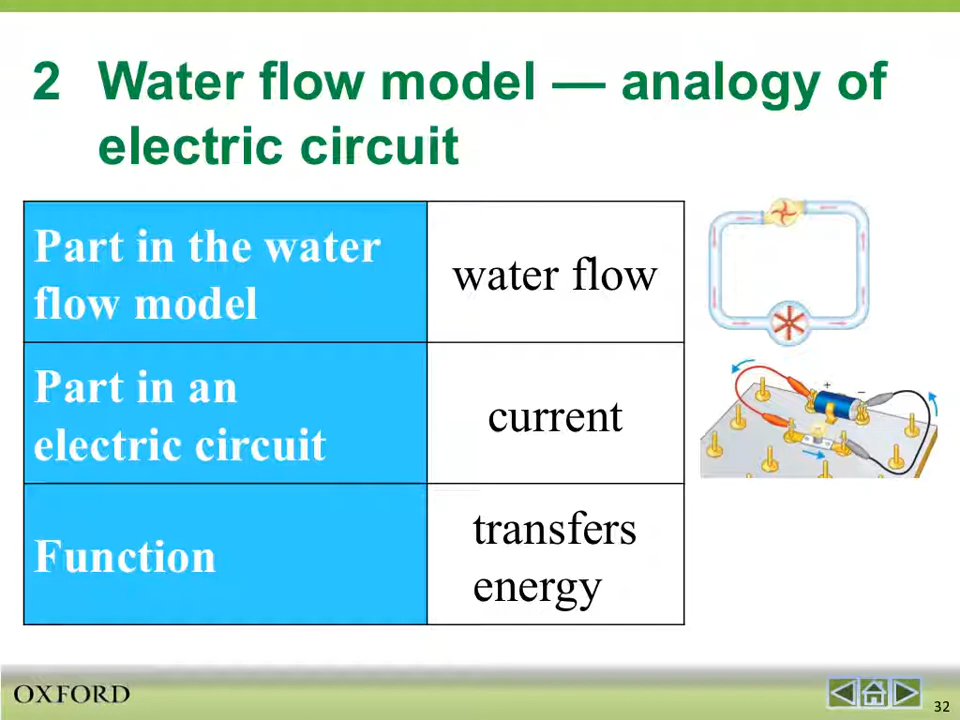 2 Water flow model — analogy of
electric circuit
Part in the water
flow model
water flow
Part in an
electric circuit
current
Function
transfers
energy
+ −
OXFORD
32